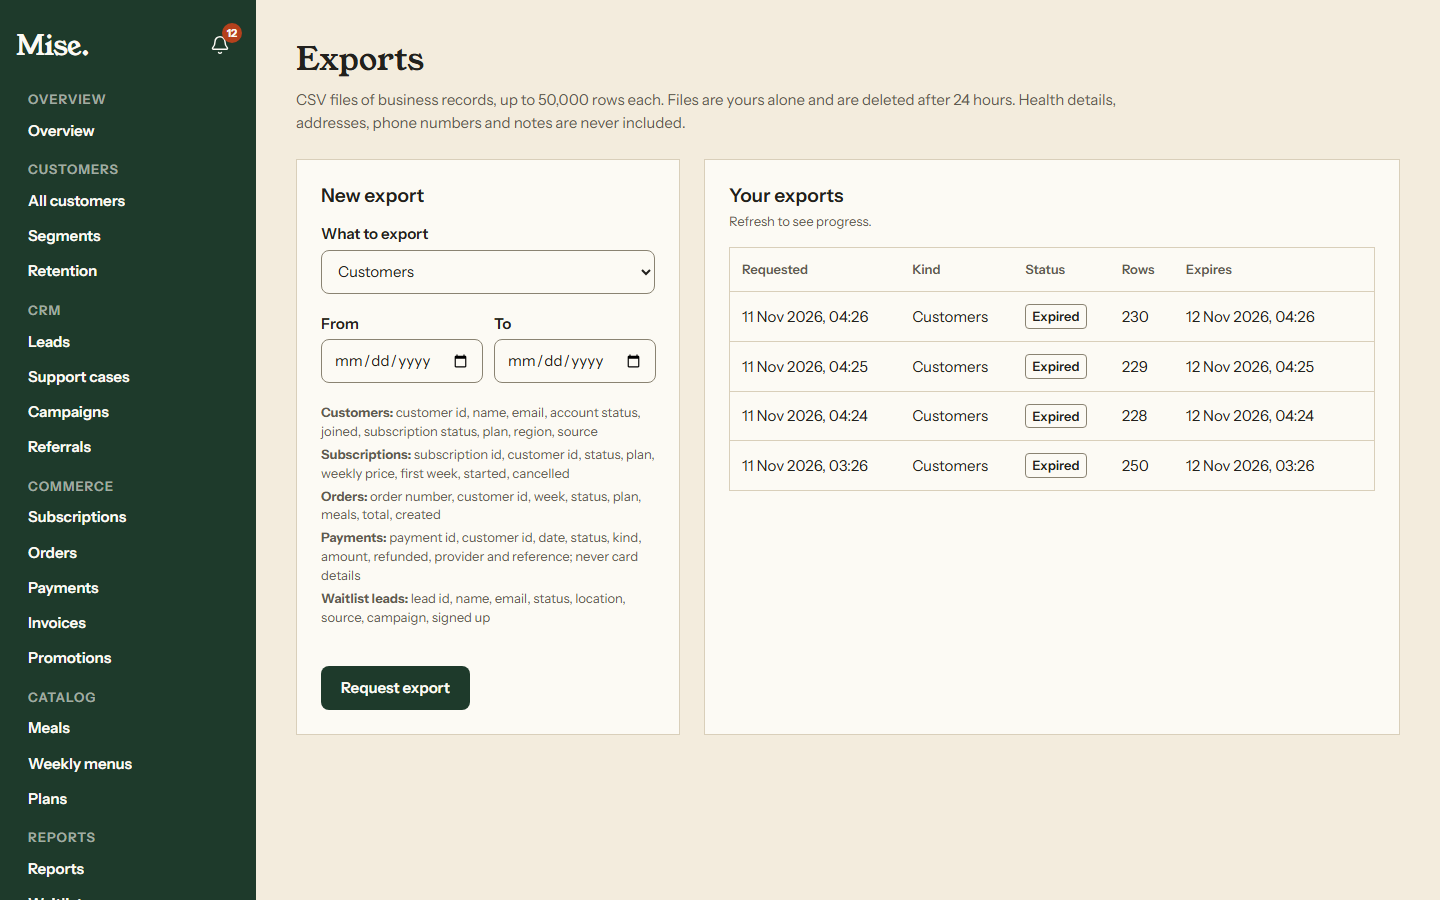 Mise.
12
OVERVIEW
Overview
CUSTOMERS
All customers
Segments
Retention
CRM
Leads
Support cases
Campaigns
Referrals
COMMERCE
Subscriptions
Orders
Payments
Invoices
Promotions
CATALOG
Meals
Weekly menus
Plans
REPORTS
Reports
Exports
CSV files of business records, up to 50,000 rows each. Files are yours alone and are deleted after 24 hours. Health details,
addresses, phone numbers and notes are never included.
New export
What to export
Customers
From To
mm/dd/yyyy mm/dd/yyyy
Customers: customer id, name, email, account status,
joined, subscription status, plan, region, source
Subscriptions: subscription id, customer id, status, plan,
weekly price, first week, started, cancelled
Orders: order number, customer id, week, status, plan,
meals, total, created
Payments: payment id, customer id, date, status, kind,
amount, refunded, provider and reference; never card
details
Waitlist leads: lead id, name, email, status, location,
source, campaign, signed up
Request export
Your exports
Refresh to see progress.
Requested Kind Status Rows Expires
11 Nov 2026, 04:26 Customers Expired 230 12 Nov 2026, 04:26
11 Nov 2026, 04:25 Customers Expired 229 12 Nov 2026, 04:25
11 Nov 2026, 04:24 Customers Expired 228 12 Nov 2026, 04:24
11 Nov 2026, 03:26 Customers Expired 250 12 Nov 2026, 03:26